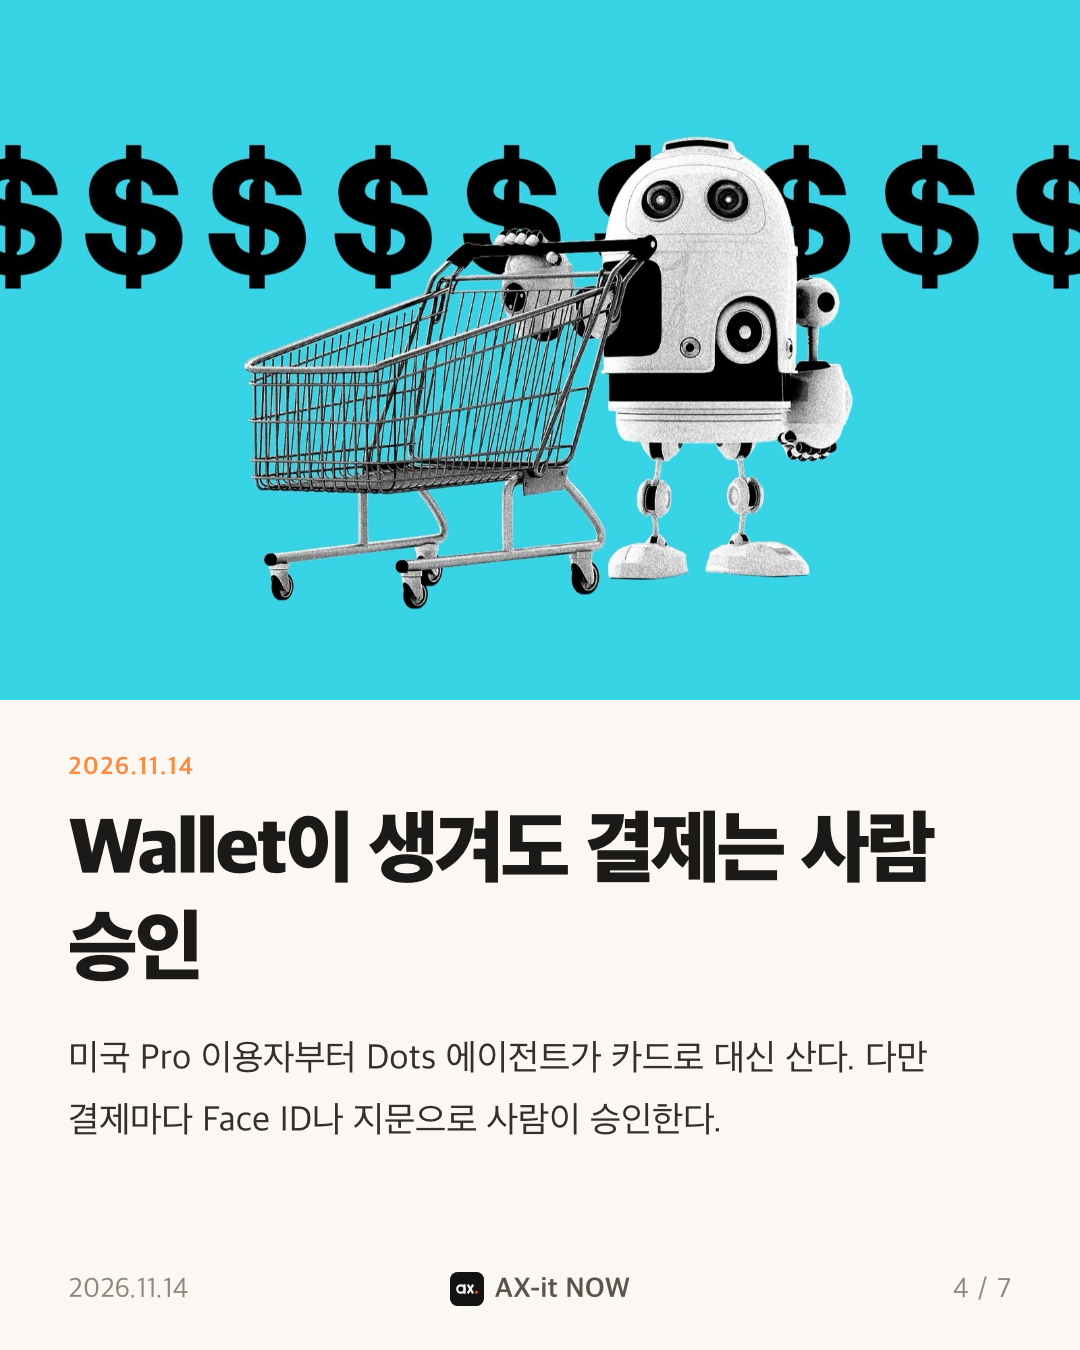 $$$$$$$$$
2026.11.14
Wallet이 생겨도 결제는 사람
승인
미국 Pro 이용자부터 Dots 에이전트가 카드로 대신 산다. 다만
결제마다 Face ID나 지문으로 사람이 승인한다.
2026.11.14
ax. AX-it NOW
4 / 7